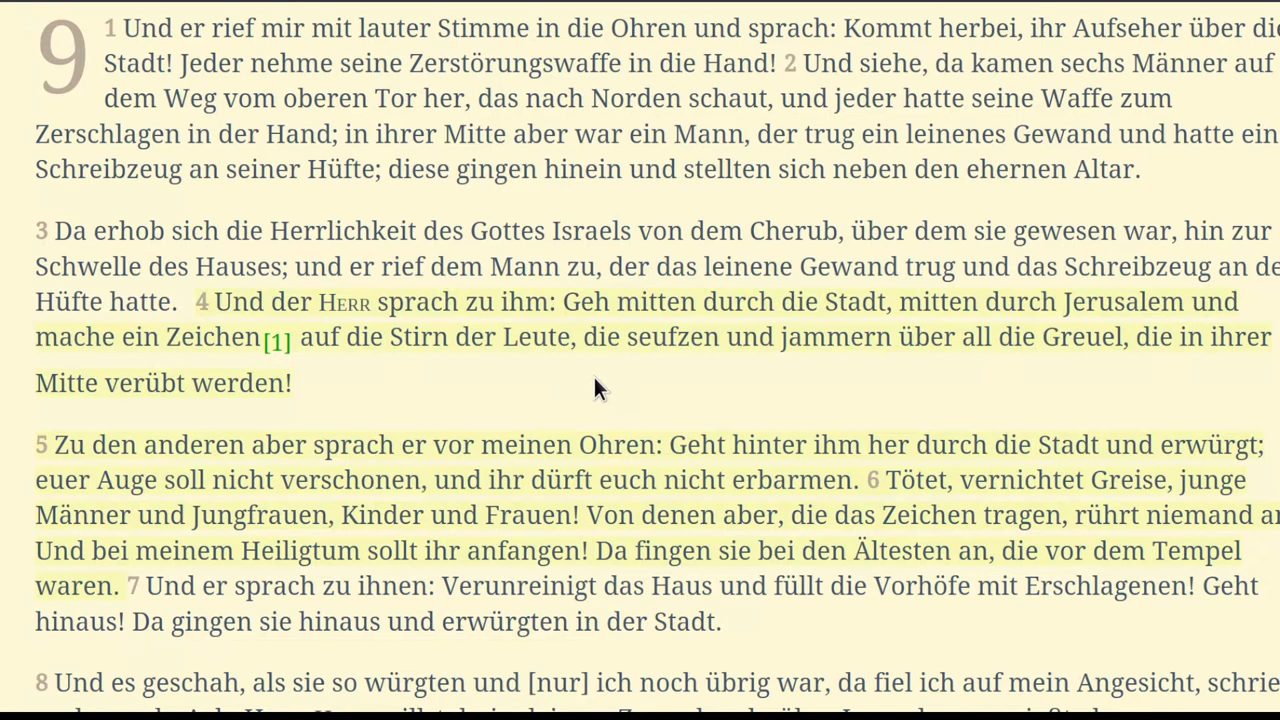 9 1 Und er rief mir mit lauter Stimme in die Ohren und sprach: Kommt herbei, ihr Aufseher über
Stadt! Jeder nehme seine Zerstörungswaffe in die Hand! 2 Und siehe, da kamen sechs Männer auf
dem Weg vom oberen Tor her, das nach Norden schaut, und jeder hatte seine Waffe zum
Zerschlagen in der Hand; in ihrer Mitte aber war ein Mann, der trug ein leinenes Gewand und hatte ein
Schreibzeug an seiner Hüfte; diese gingen hinein und stellten sich neben den ehernen Altar.
3 Da erhob sich die Herrlichkeit des Gottes Israels von dem Cherub, über dem sie gewesen war, hin zur
Schwelle des Hauses; und er rief dem Mann zu, der das leinene Gewand trug und das Schreibzeug an
Hüfte hatte. 4 Und der HERR sprach zu ihm: Geh mitten durch die Stadt, mitten durch Jerusalem und
mache ein Zeichen[1] auf die Stirn der Leute, die seufzen und jammern über all die Greuel, die in ihrer
Mitte verübt werden!
5 Zu den anderen aber sprach er vor meinen Ohren: Geht hinter ihm her durch die Stadt und erwürgt;
euer Auge soll nicht verschonen, und ihr dürft euch nicht erbarmen. 6 Tötet, vernichtet Greise, junge
Männer und Jungfrauen, Kinder und Frauen! Von denen aber, die das Zeichen tragen, rührt niemand
Und bei meinem Heiligtum sollt ihr anfangen! Da fingen sie bei den Ältesten an, die vor dem Tempel
waren. 7 Und er sprach zu ihnen: Verunreinigt das Haus und füllt die Vorhöfe mit Erschlagenen! Geht
hinaus! Da gingen sie hinaus und erwürgten in der Stadt.
8 Und es geschah, als sie so würgten und [nur] ich noch übrig war, da fiel ich auf mein Angesicht, schrie